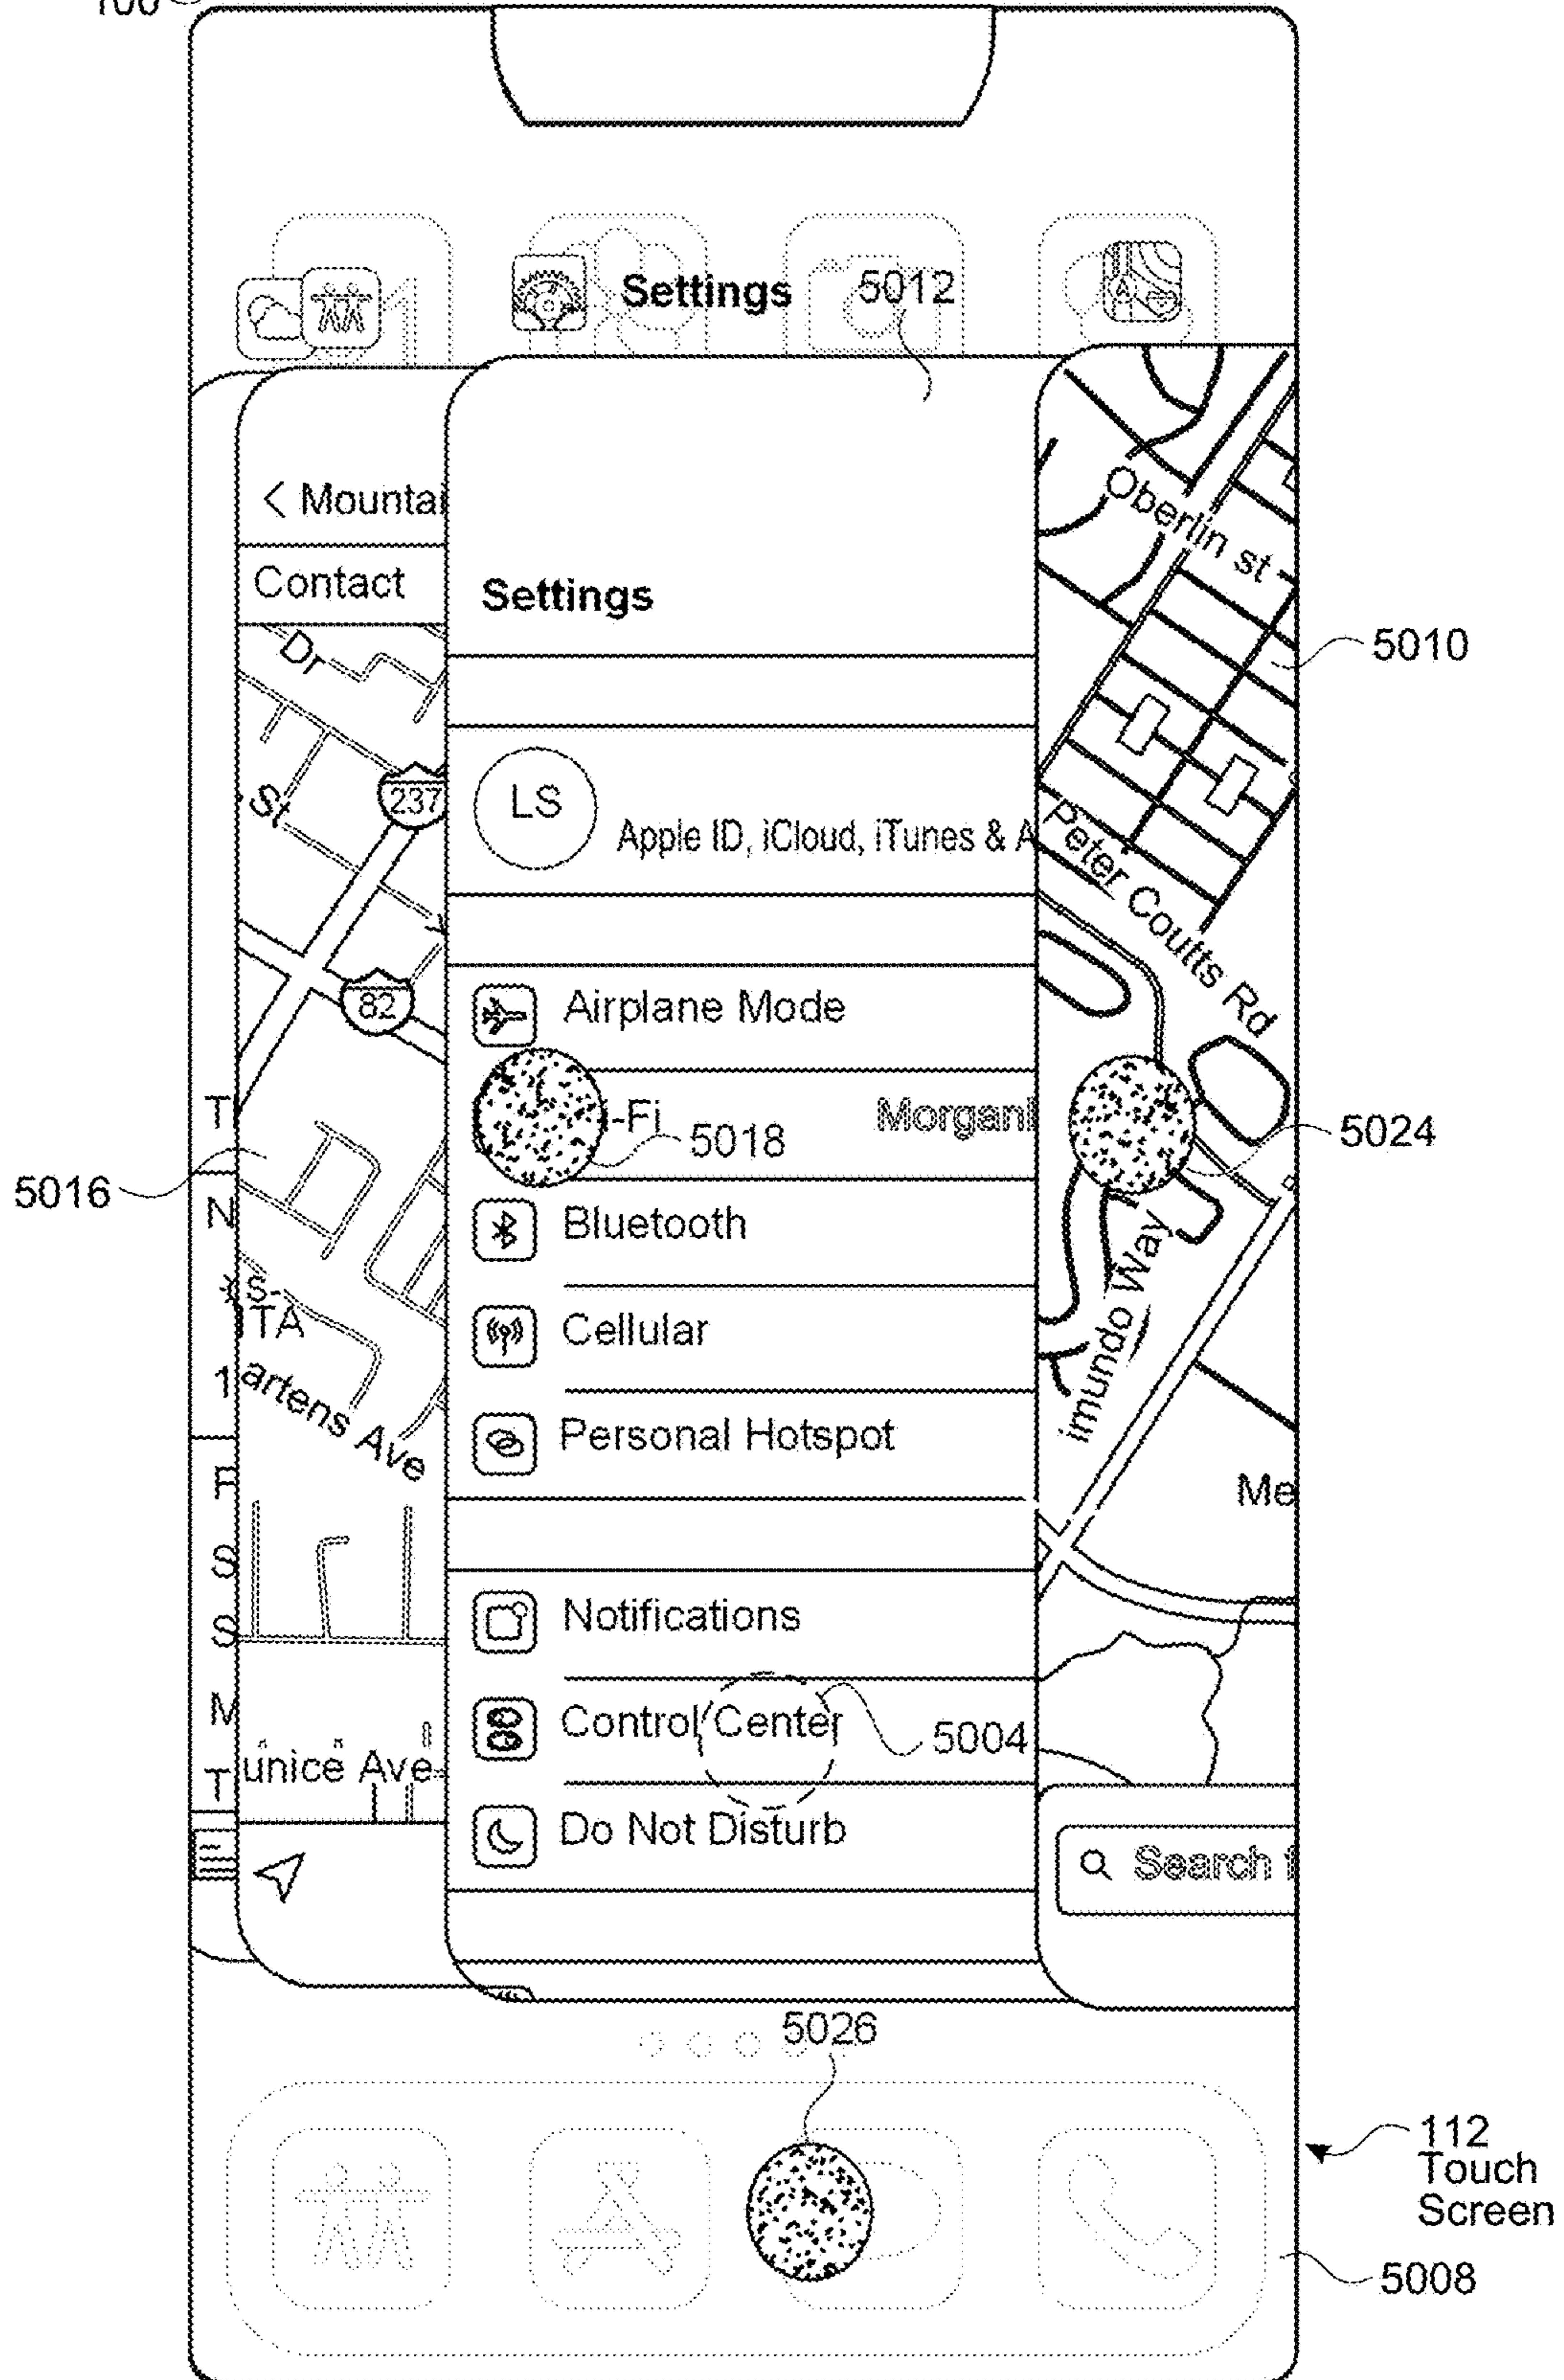 100
Settings
5012
< Mountai
Contact
Settings
Oberlin st
5010
Dr
St
237
LS
Apple ID, iCloud, iTunes & A
Peter Coutts Rd
82
Airplane Mode
T
-Fi
Morganl
5018
5024
5016
N
Bluetooth
S-
TA
Cellular
imundo Way
1
artens Ave
Personal Hotspot
F
Me
S
Notifications
S
M
Control Center
5004
T
unice Ave
Do Not Disturb
Search f
5026
112
Touch
Screen
5008